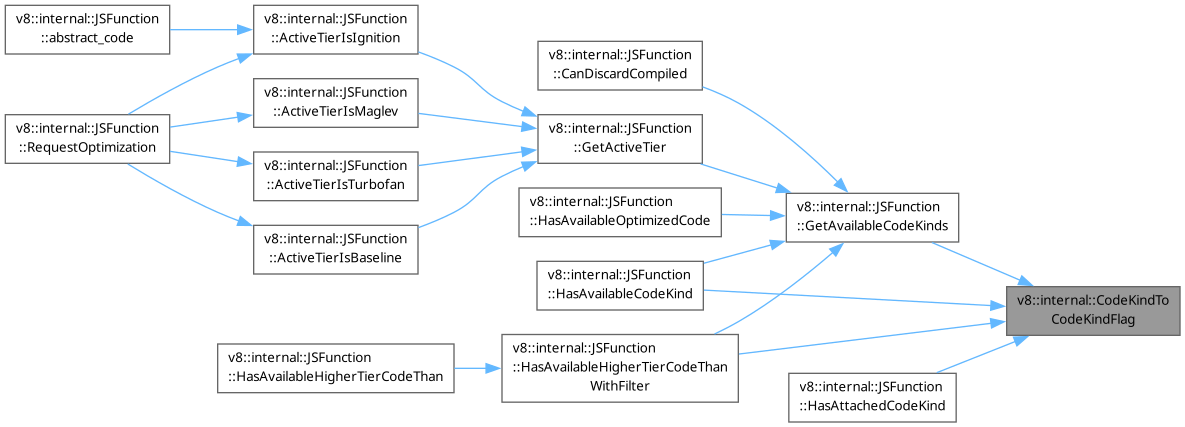 v8::internal::JSFunction
::abstract_code
v8::internal::JSFunction
::ActiveTierIsIgnition
v8::internal::JSFunction
::CanDiscardCompiled
v8::internal::JSFunction
::ActiveTierIsMaglev
v8::internal::JSFunction
::RequestOptimization
v8::internal::JSFunction
::GetActiveTier
v8::internal::JSFunction
::ActiveTierIsTurbofan
v8::internal::JSFunction
::HasAvailableOptimizedCode
v8::internal::JSFunction
::GetAvailableCodeKinds
v8::internal::JSFunction
::ActiveTierIsBaseline
v8::internal::JSFunction
::HasAvailableCodeKind
v8::internal::CodeKindTo
CodeKindFlag
v8::internal::JSFunction
::HasAvailableHigherTierCodeThan
v8::internal::JSFunction
::HasAvailableHigherTierCodeThan
WithFilter
v8::internal::JSFunction
::HasAttachedCodeKind